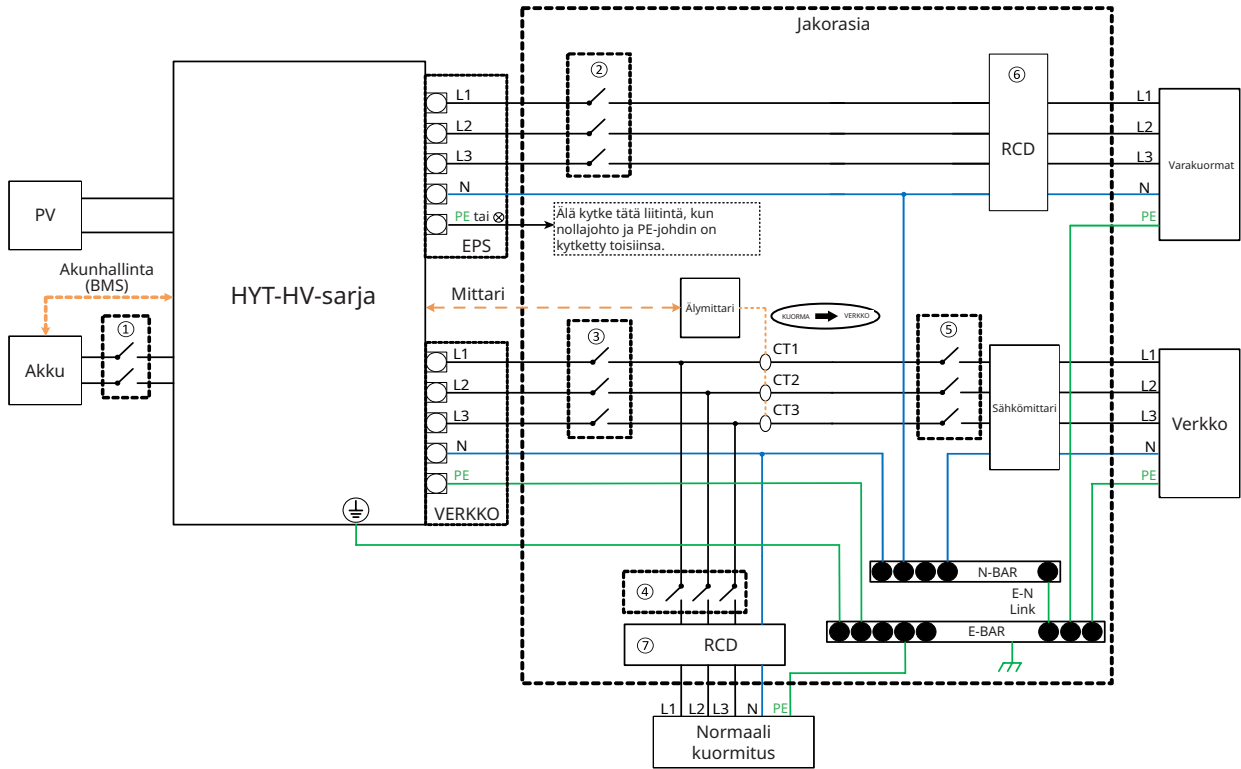 Jakorasia
②
⑥
L1
L2
L3
N
PE tai ⊗
EPS
Älä kytke tätä liitintä, kun
nollajohto ja PE-johdin on
kytketty toisiinsa.
RCD
L1
L2
L3
N
PE
Varakuormat
PV
Akunhallinta
(BMS)
①
Akku
HYT-HV-sarja
Mittari
Älymittari
KUORMA
VERKKO
③
⑤
L1
L2
L3
N
PE
VERKKO
CT1
CT2
CT3
Sähkömittari
L1
L2
L3
N
PE
Verkko
N-BAR
E-N
Link
E-BAR
④
⑦
RCD
L1
L2
L3
N
PE
Normaali
kuormitus